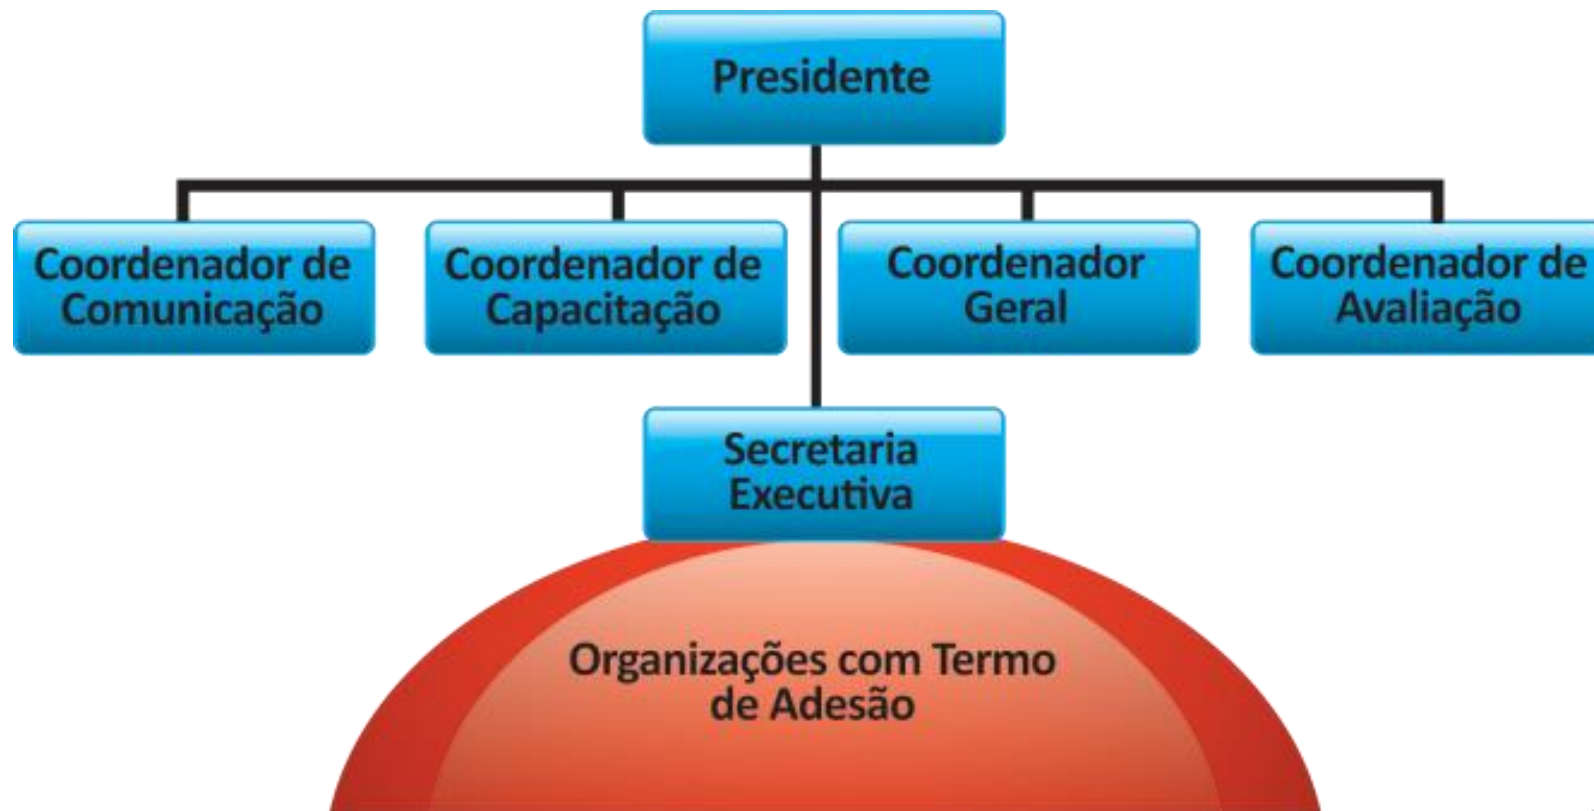 Presidente
Coordenador de
Comunicação
Coordenador de
Capacitação
Coordenador
Geral
Coordenador de
Avaliação
Secretaria
Executiva
Organizações com Termo
de Adesão